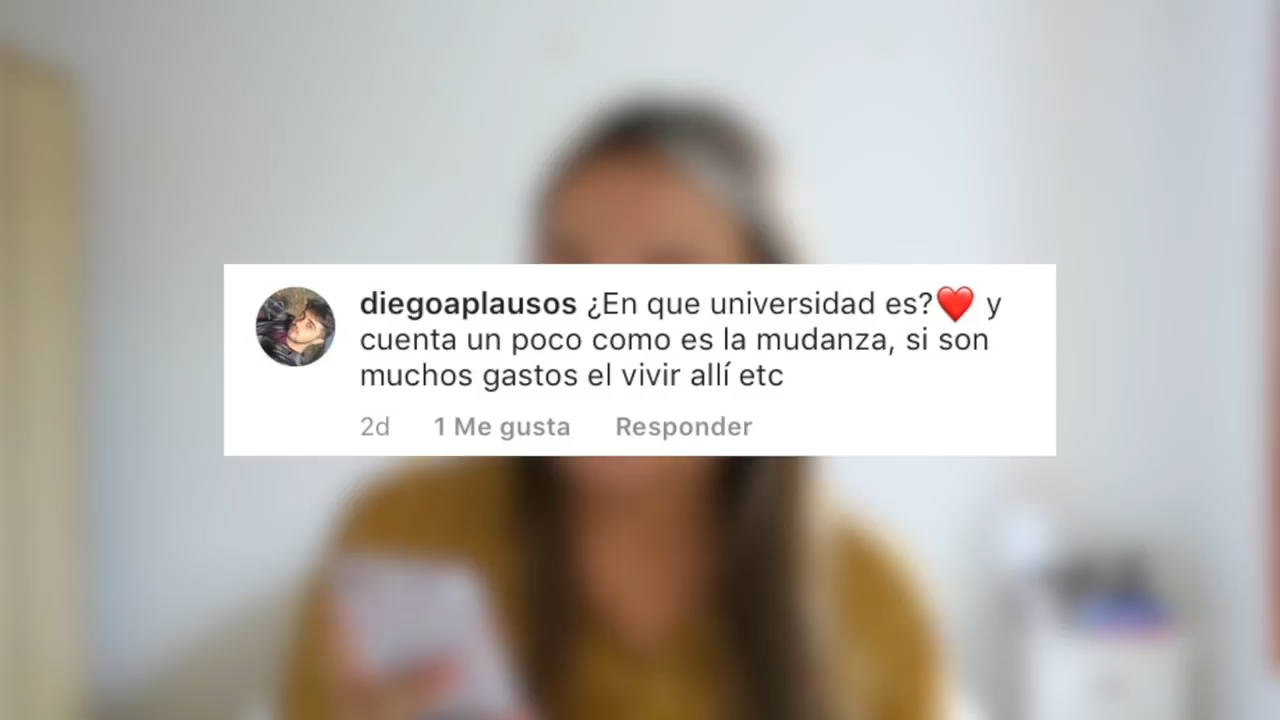 diegoaplausos ¿En que universidad es?❤️ y
cuenta un poco como es la mudanza, si son
muchos gastos el vivir allí etc
2d 1 Me gusta Responder